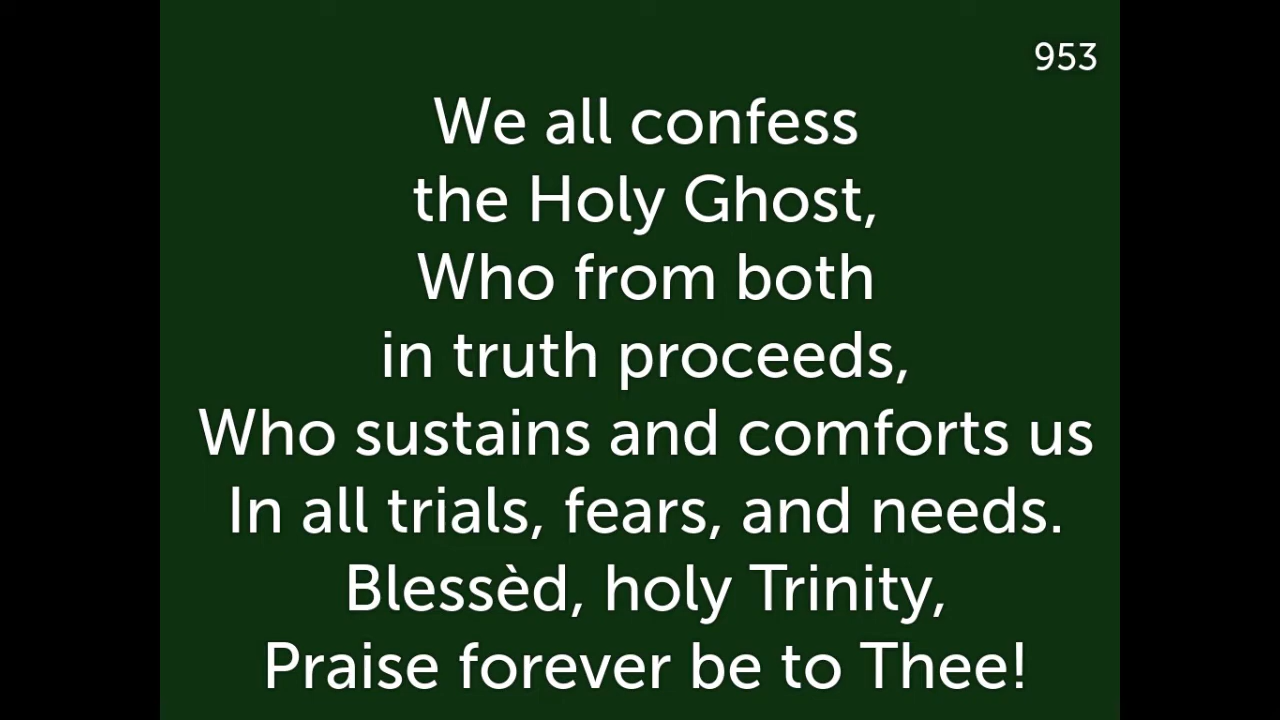 953
We all confess
the Holy Ghost,
Who from both
in truth proceeds,
Who sustains and comforts us
In all trials, fears, and needs.
Blessèd, holy Trinity,
Praise forever be to Thee!